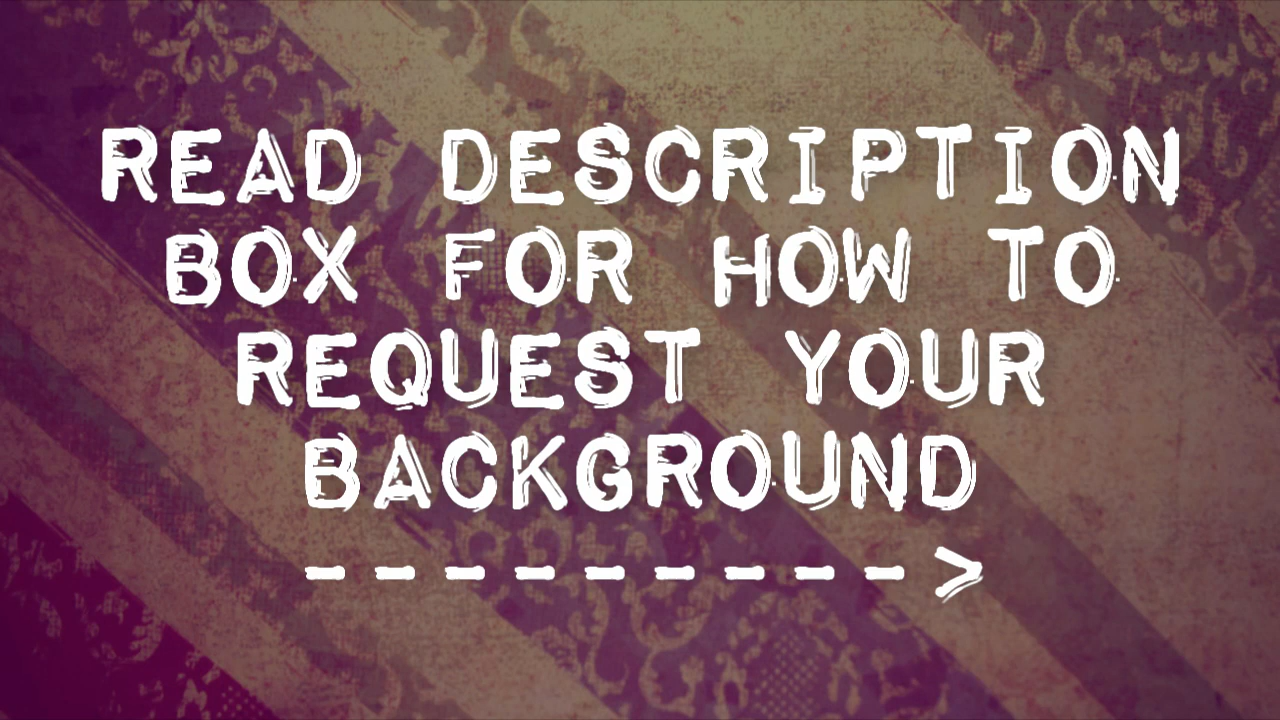 READ DESCRIPTION
BOX FOR HOW TO
REQUEST YOUR
BACKGROUND
--------->